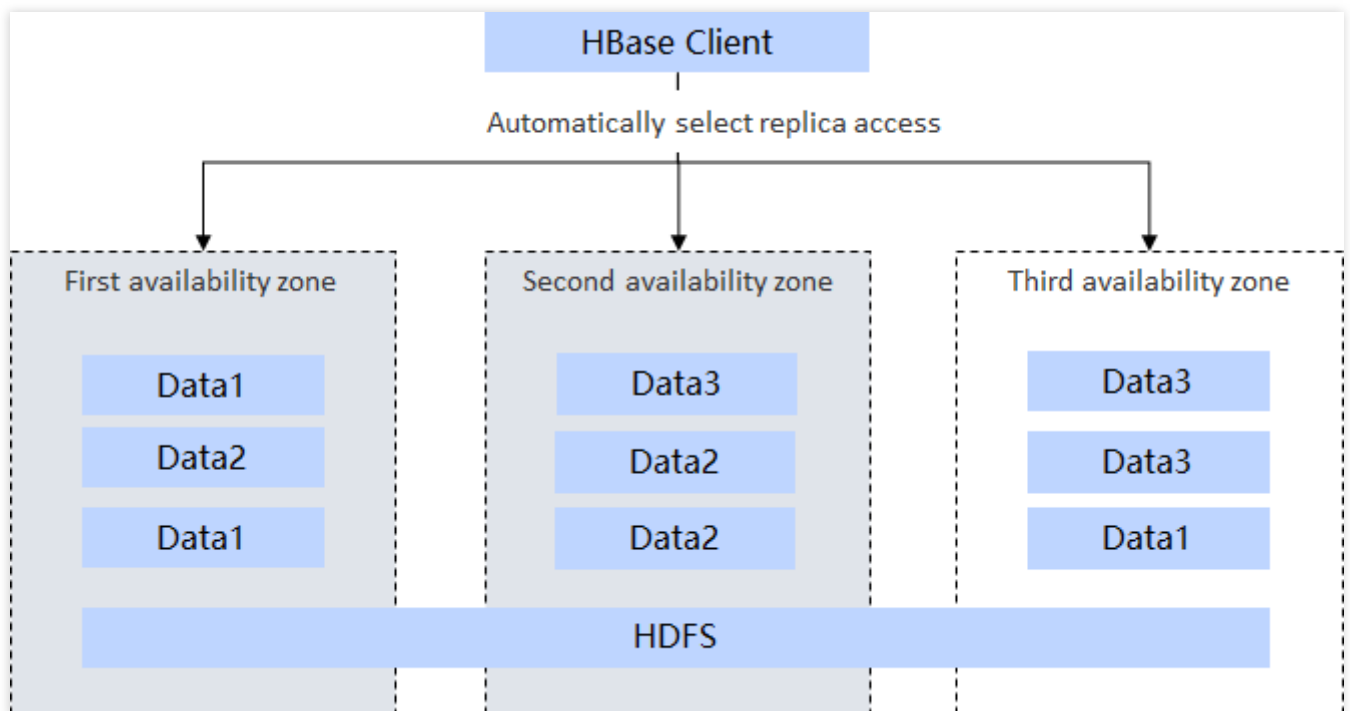 HBase Client
Automatically select replica access
First availability zone
Data1
Data2
Data1
Second availability zone
Data3
Data2
Data2
Third availability zone
Data3
Data3
Data1
HDFS